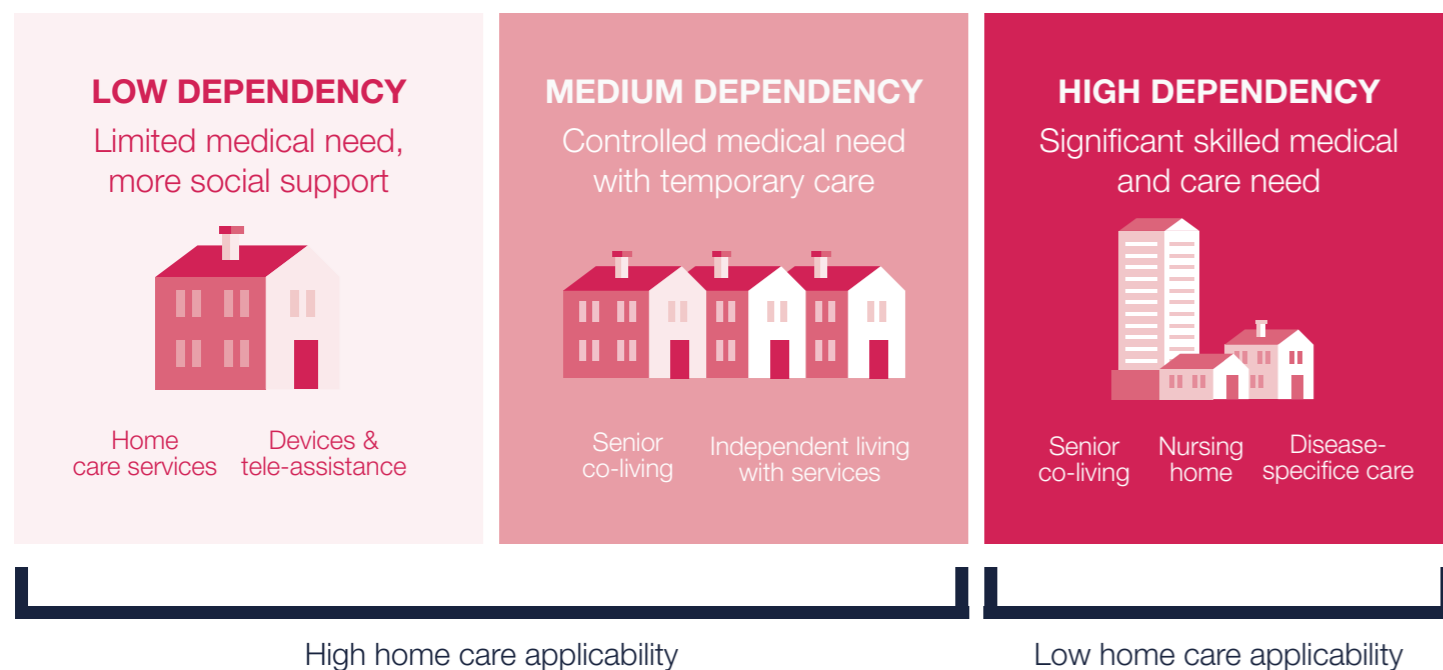 LOW DEPENDENCY
Limited medical need,
more social support
Home
care services
Devices &
tele-assistance
MEDIUM DEPENDENCY
Controlled medical need
with temporary care
Senior
co-living
Independent living
with services
HIGH DEPENDENCY
Significant skilled medical
and care need
Senior
co-living
Nursing
home
Disease-
specifice care
High home care applicability
Low home care applicability